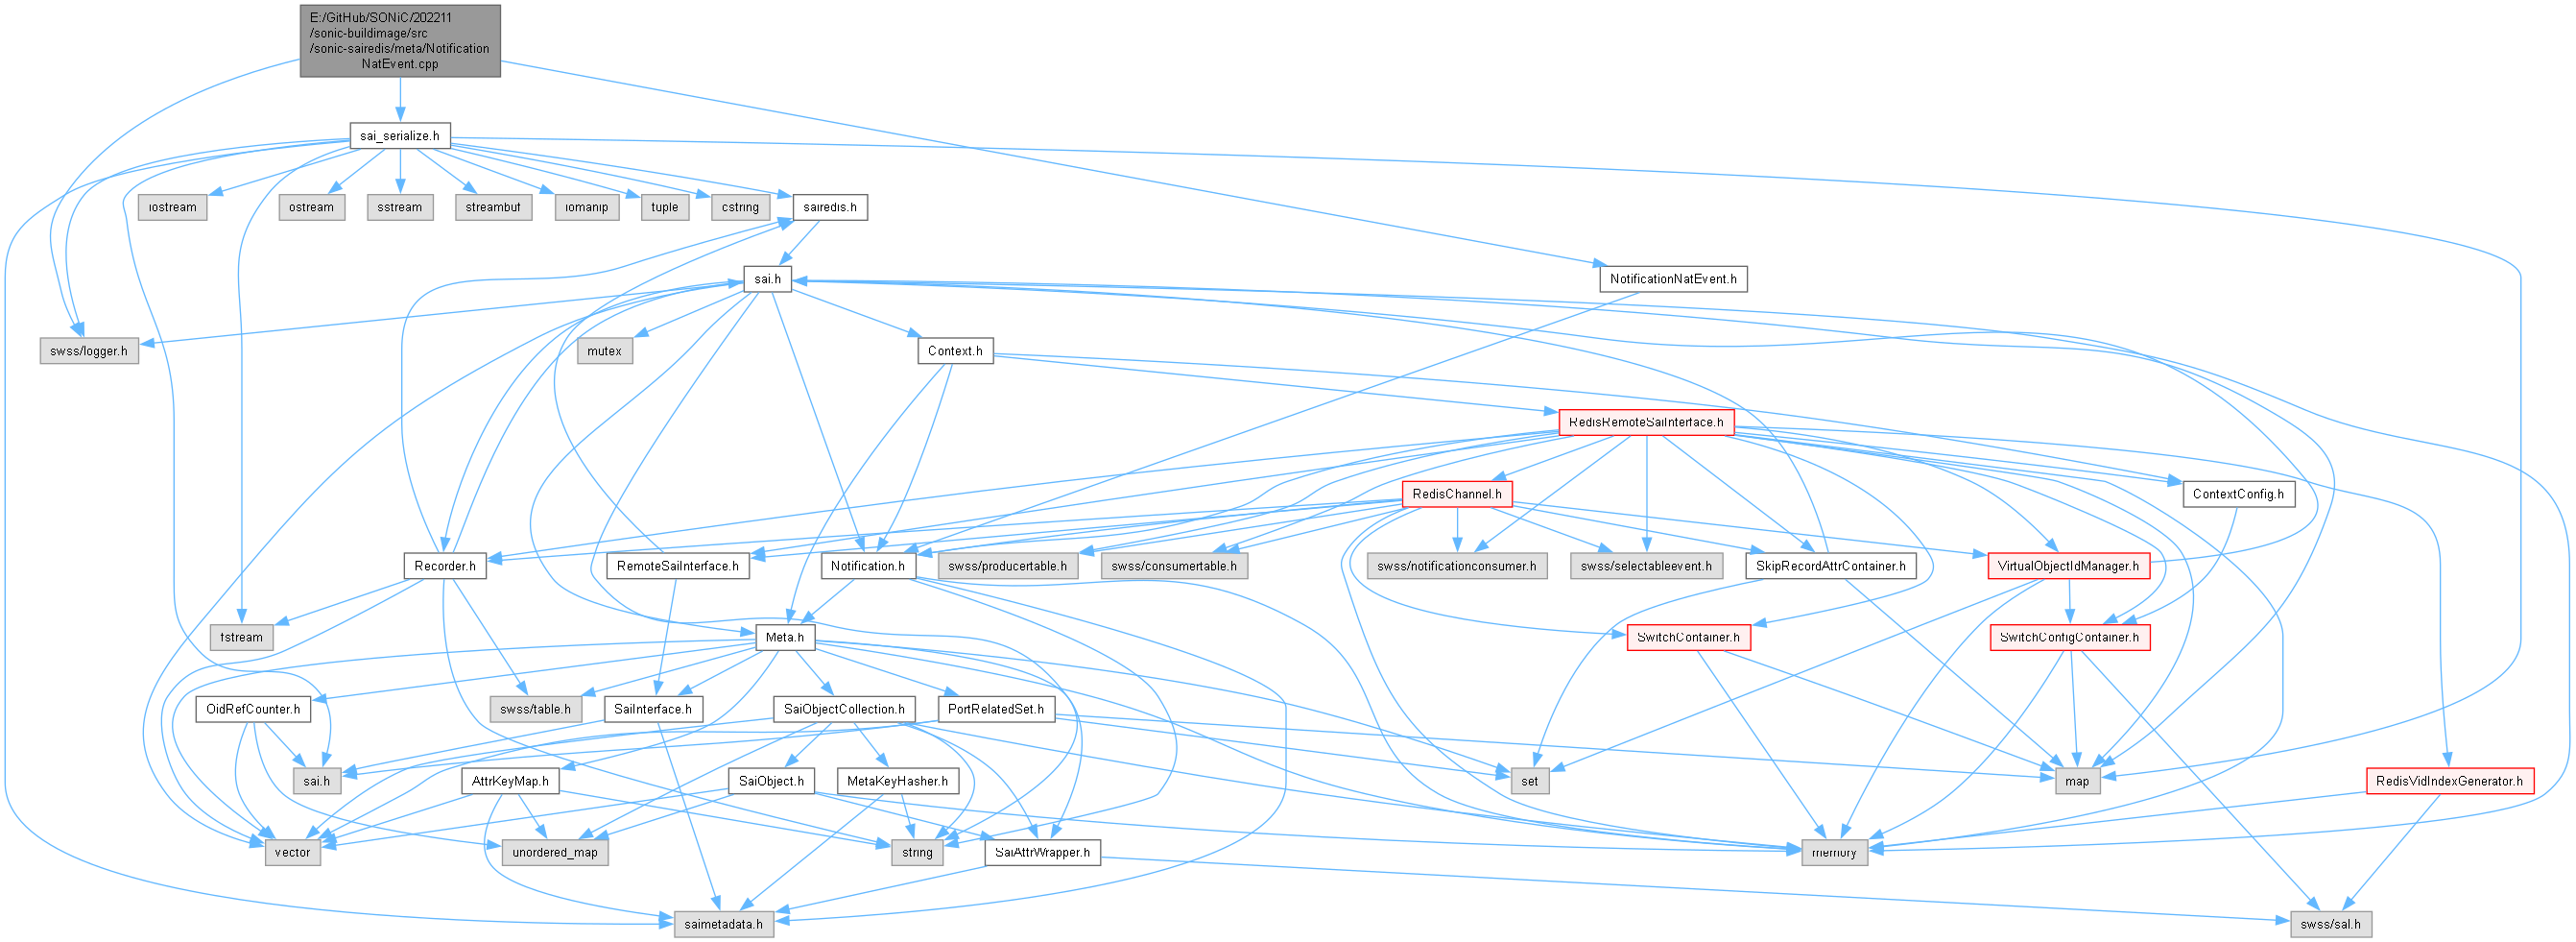 E:/GitHub/SONiC/202211
/sonic-buildimage/src
/sonic-sairedis/meta/Notification
NatEvent.cpp
sai_serialize.h
iostream
ostream
sstream
streambuf
iomanip
tuple
cstring
sairedis.h
sai.h
NotificationNatEvent.h
swss/logger.h
mutex
Context.h
RedisRemoteSaiInterface.h
RedisChannel.h
ContextConfig.h
Recorder.h
RemoteSaiInterface.h
Notification.h
swss/producertable.h
swss/consumertable.h
swss/notificationconsumer.h
swss/selectableevent.h
SkipRecordAttrContainer.h
VirtualObjectIdManager.h
fstream
Meta.h
SwitchContainer.h
SwitchConfigContainer.h
OidRefCounter.h
swss/table.h
SaiInterface.h
SaiObjectCollection.h
PortRelatedSet.h
sai.h
AttrKeyMap.h
SaiObject.h
MetaKeyHasher.h
set
map
RedisVidIndexGenerator.h
vector
unordered_map
string
SaiAttrWrapper.h
memory
saimetadata.h
swss/sal.h